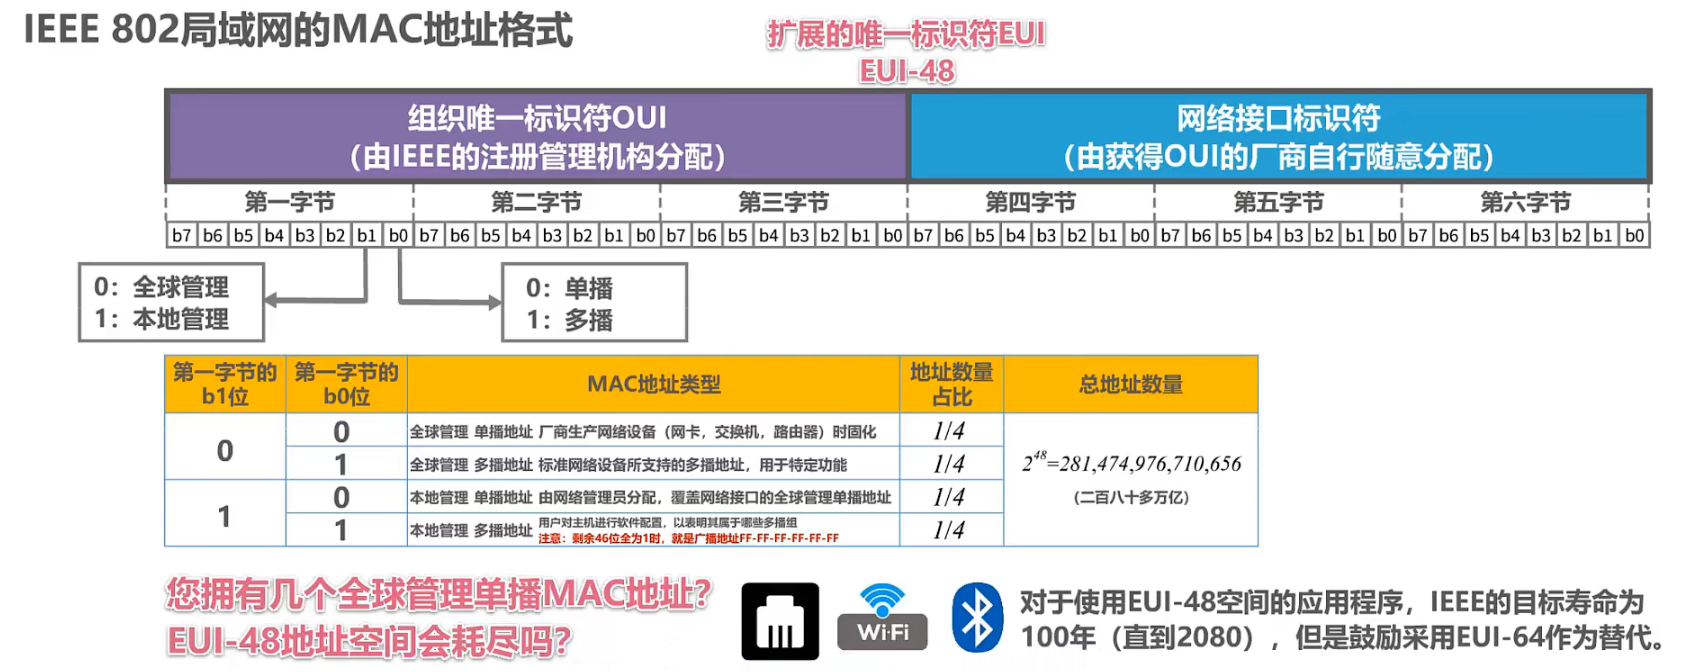 IEEE 802局域网的MAC地址格式
扩展的唯一标识符EUI
EUI-48
组织唯一标识符OUI
（由IEEE的注册管理机构分配）
网络接口标识符
（由获得OUI的厂商自行随意分配）
第一字节 第二字节 第三字节 第四字节 第五字节 第六字节
b7 b6 b5 b4 b3 b2 b1 b0 b7 b6 b5 b4 b3 b2 b1 b0 b7 b6 b5 b4 b3 b2 b1 b0 b7 b6 b5 b4 b3 b2 b1 b0 b7 b6 b5 b4 b3 b2 b1 b0 b7 b6 b5 b4 b3 b2 b1 b0
0：全球管理
1：本地管理
0：单播
1：多播
第一字节的
b1位
第一字节的
b0位
MAC地址类型
地址数量
占比
总地址数量
0
0
全球管理 单播地址 厂商生产网络设备（网卡，交换机，路由器）时固化
1/4
1
全球管理 多播地址 标准网络设备所支持的多播地址，用于特定功能
1/4
1
0
本地管理 单播地址 由网络管理员分配，覆盖网络接口的全球管理单播地址
1/4
1
本地管理 多播地址
用户对主机进行软件配置，以表明其属于哪些多播组
注意：剩余46位全为1时，就是广播地址FF-FF-FF-FF-FF-FF
1/4
2^48=281,474,976,710,656
（二百八十多万亿）
您拥有几个全球管理单播MAC地址？
EUI-48地址空间会耗尽吗？
Wi-Fi
对于使用EUI-48空间的应用程序，IEEE的目标寿命为
100年（直到2080），但是鼓励采用EUI-64作为替代。